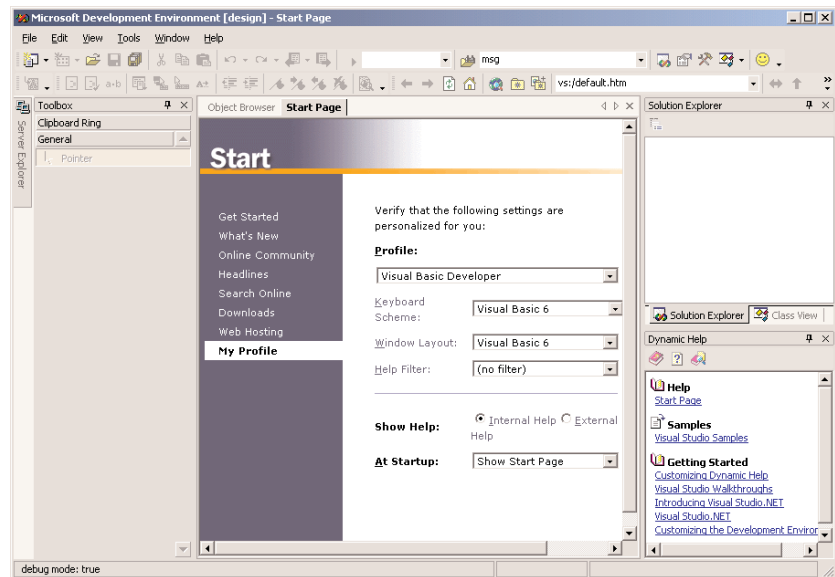 Microsoft Development Environment [design] - Start Page
File Edit View Tools Window Help
msg
a-b A± vs:/default.htm
Server Explorer
Toolbox
Clipboard Ring
General
Pointer
Object Browser Start Page
Start
Get Started
What's New
Online Community
Headlines
Search Online
Downloads
Web Hosting
My Profile
Verify that the following settings are
personalized for you:
Profile:
Visual Basic Developer
Keyboard
Scheme:
Visual Basic 6
Window Layout: Visual Basic 6
Help Filter: (no filter)
Show Help: Internal Help External
Help
At Startup: Show Start Page
Solution Explorer
Solution Explorer Class View
Dynamic Help
Help
Start Page
Samples
Visual Studio Samples
Getting Started
Customizing Dynamic Help
Visual Studio Walkthroughs
Introducing Visual Studio.NET
Visual Studio.NET
Customizing the Development Enviror
debug mode: true